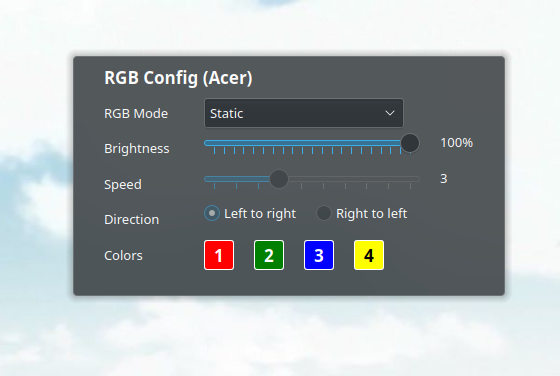 RGB Config (Acer)
RGB Mode Static
Brightness 100%
Speed 3
Direction Left to right Right to left
Colors 1 2 3 4